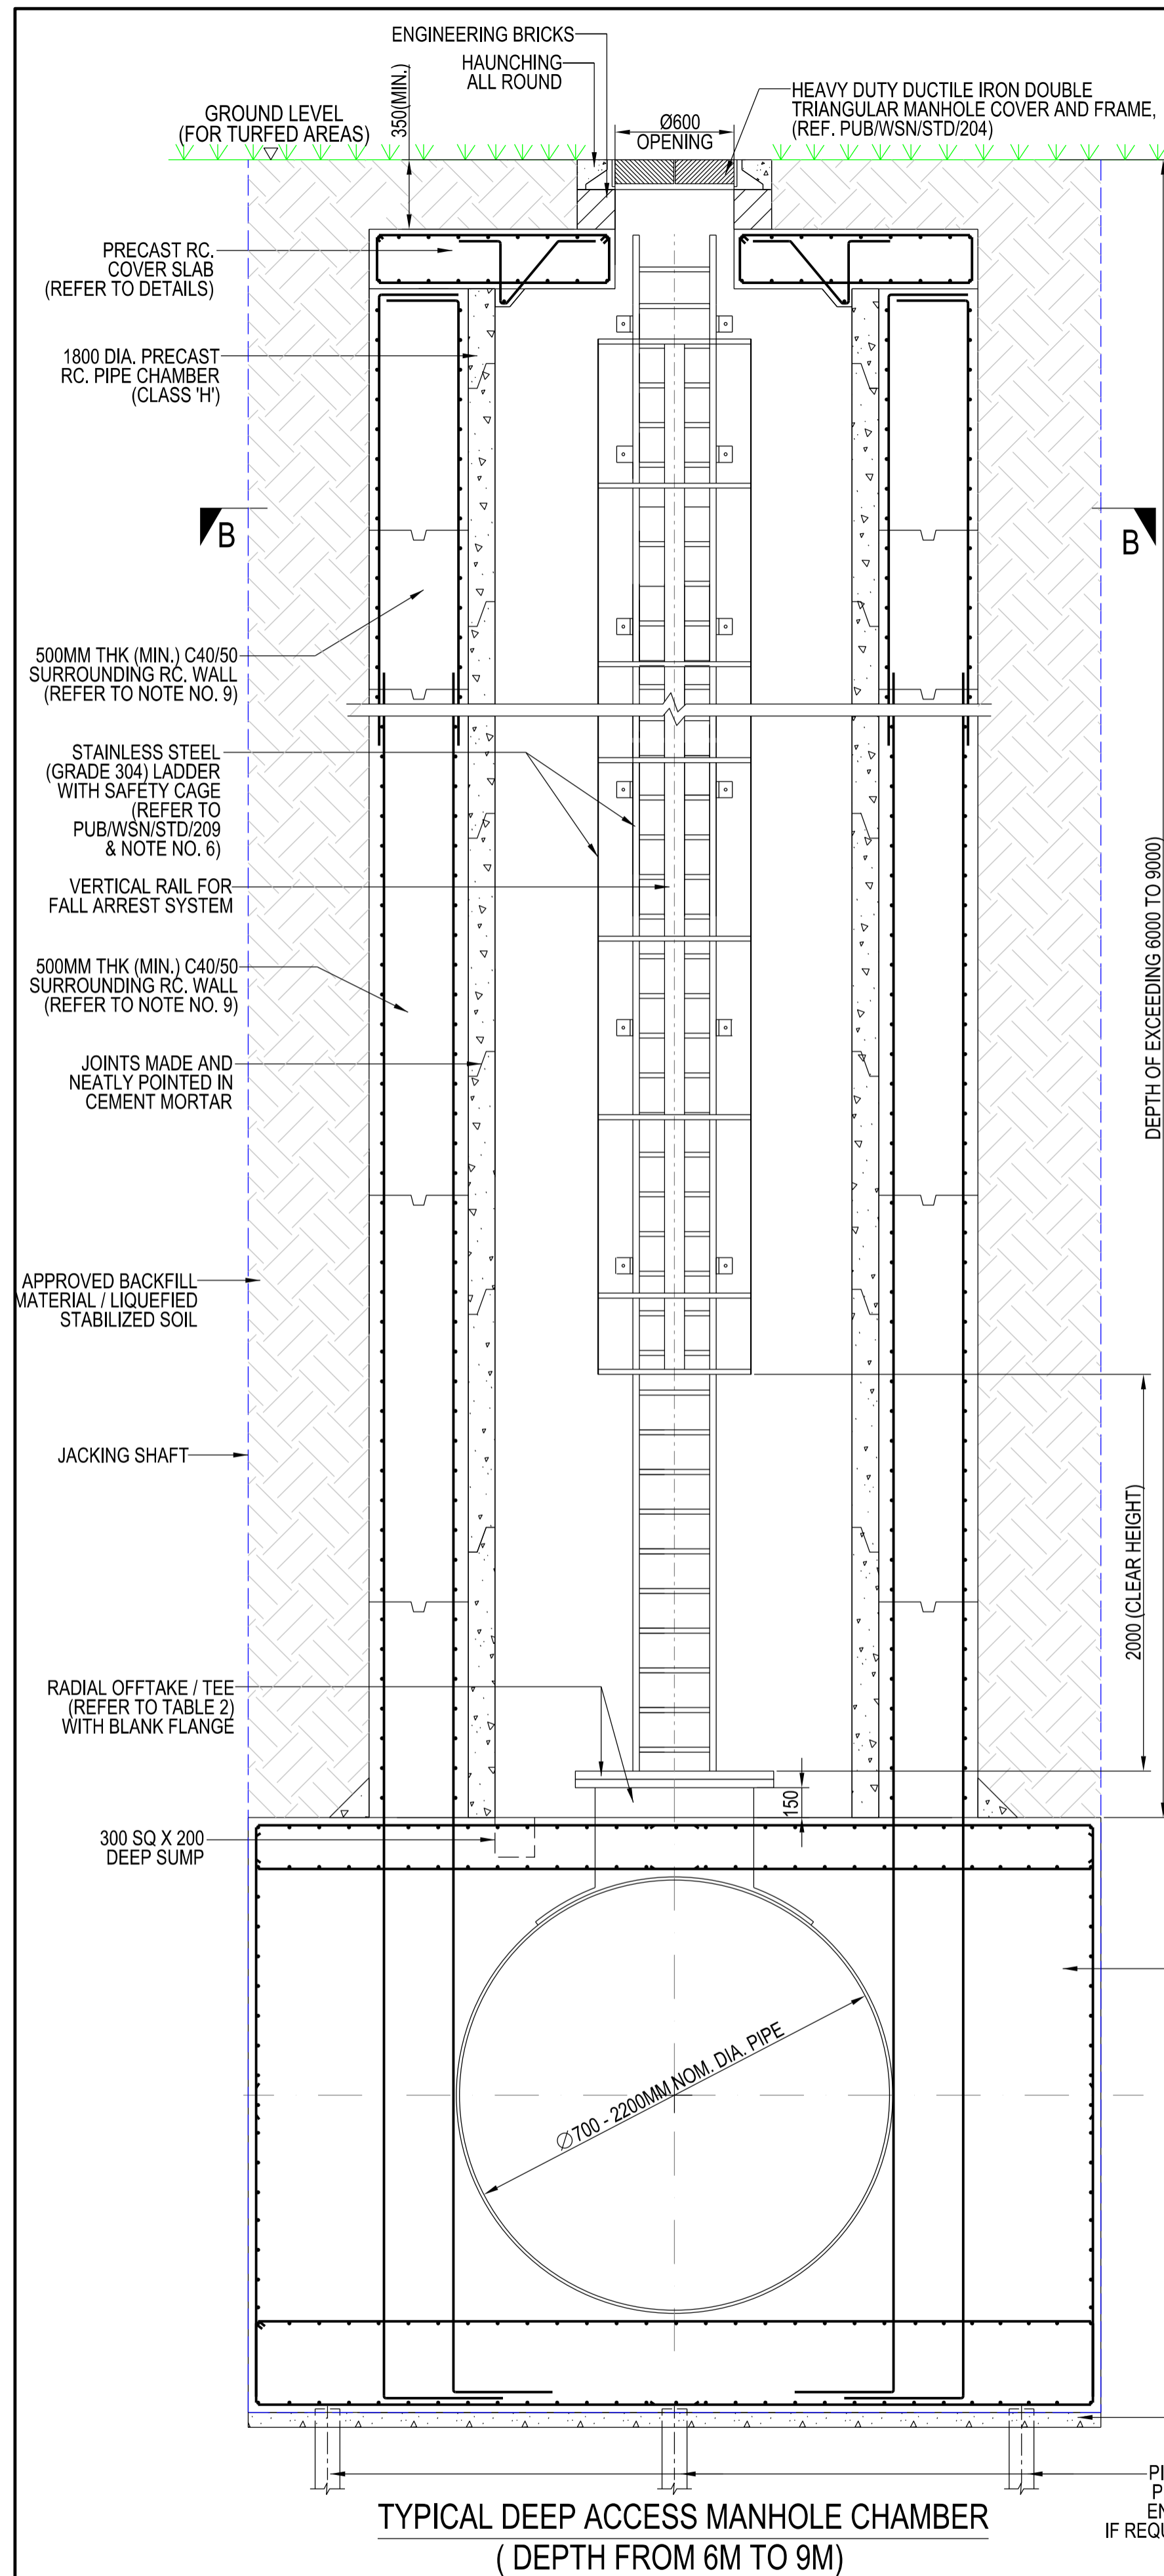 ENGINEERING BRICKS
HAUNCHING
ALL ROUND
350(MIN.)
GROUND LEVEL
(FOR TURFED AREAS)
Ø600
OPENING
HEAVY DUTY DUCTILE IRON DOUBLE
TRIANGULAR MANHOLE COVER AND FRAME,
(REF. PUB/WSN/STD/204)
PRECAST RC.
COVER SLAB
(REFER TO DETAILS)
1800 DIA. PRECAST
RC. PIPE CHAMBER
(CLASS 'H')
B
B
500MM THK (MIN.) C40/50
SURROUNDING RC. WALL
(REFER TO NOTE NO. 9)
STAINLESS STEEL
(GRADE 304) LADDER
WITH SAFETY CAGE
(REFER TO
PUB/WSN/STD/209
& NOTE NO. 6)
VERTICAL RAIL FOR
FALL ARREST SYSTEM
DEPTH OF EXCEEDING 6000 TO 9000)
500MM THK (MIN.) C40/50
SURROUNDING RC. WALL
(REFER TO NOTE NO. 9)
JOINTS MADE AND
NEATLY POINTED IN
CEMENT MORTAR
APPROVED BACKFILL
MATERIAL / LIQUEFIED
STABILIZED SOIL
JACKING SHAFT
2000 (CLEAR HEIGHT)
RADIAL OFFTAKE / TEE
(REFER TO TABLE 2)
WITH BLANK FLANGE
150
300 SQ X 200
DEEP SUMP
Ø700 - 2200MM NOM. DIA. PIPE
IF REQU
TYPICAL DEEP ACCESS MANHOLE CHAMBER
( DEPTH FROM 6M TO 9M)